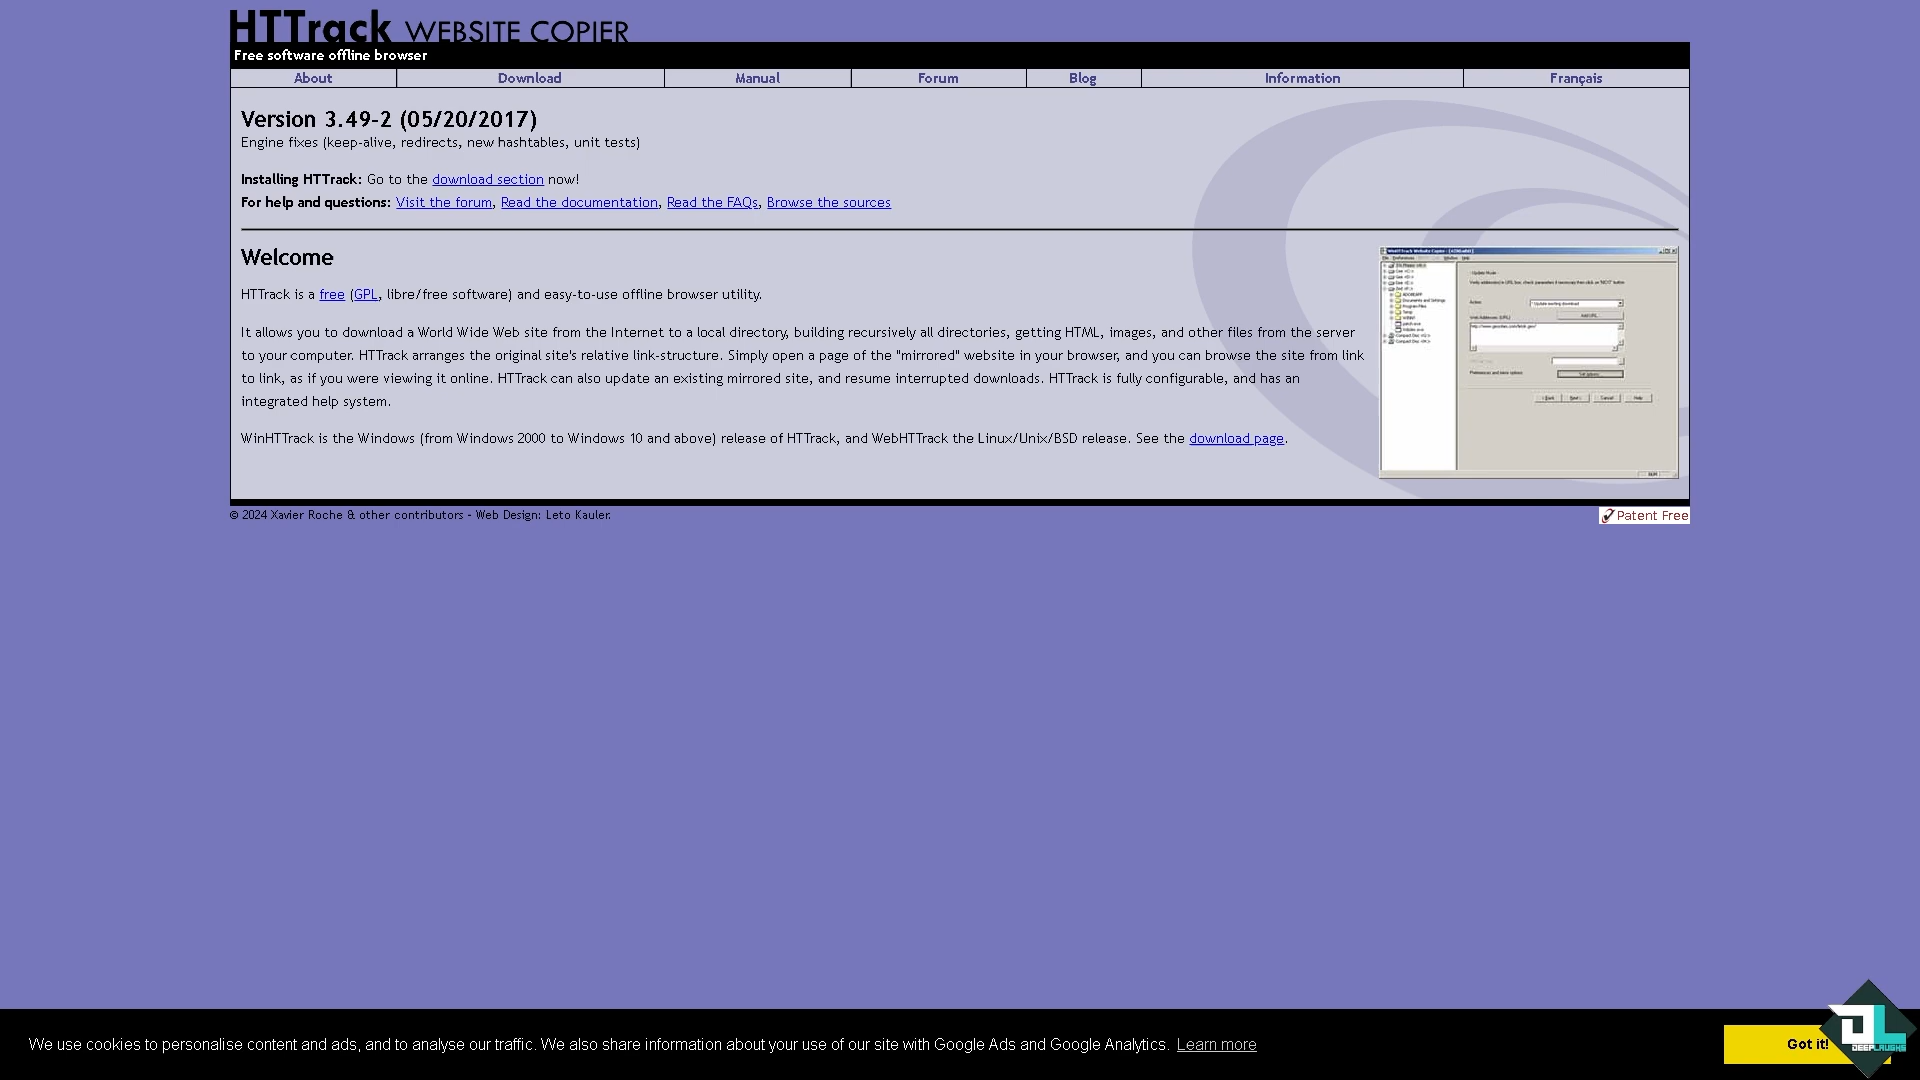 HTTrack WEBSITE COPIER
Free software offline browser
About Download Manual Forum Blog Information Français
Version 3.49-2 (05/20/2017)
Engine fixes (keep-alive, redirects, new hashtables, unit tests)
Installing HTTrack: Go to the download section now!
For help and questions: Visit the forum, Read the documentation, Read the FAQs, Browse the sources
Welcome
HTTrack is a free (GPL, libre/free software) and easy-to-use offline browser utility.
It allows you to download a World Wide Web site from the Internet to a local directory, building recursively all directories, getting HTML, images, and other files from the server
to your computer. HTTrack arranges the original site's relative link-structure. Simply open a page of the "mirrored" website in your browser, and you can browse the site from link
to link, as if you were viewing it online. HTTrack can also update an existing mirrored site, and resume interrupted downloads. HTTrack is fully configurable, and has an
integrated help system.
WinHTTrack is the Windows (from Windows 2000 to Windows 10 and above) release of HTTrack, and WebHTTrack the Linux/Unix/BSD release. See the download page.
© 2024 Xavier Roche & other contributors - Web Design: Leto Kauler.
Patent Free
We use cookies to personalise content and ads, and to analyse our traffic. We also share information about your use of our site with Google Ads and Google Analytics. Learn more
Got it!
DL
DEEPLAUGHS